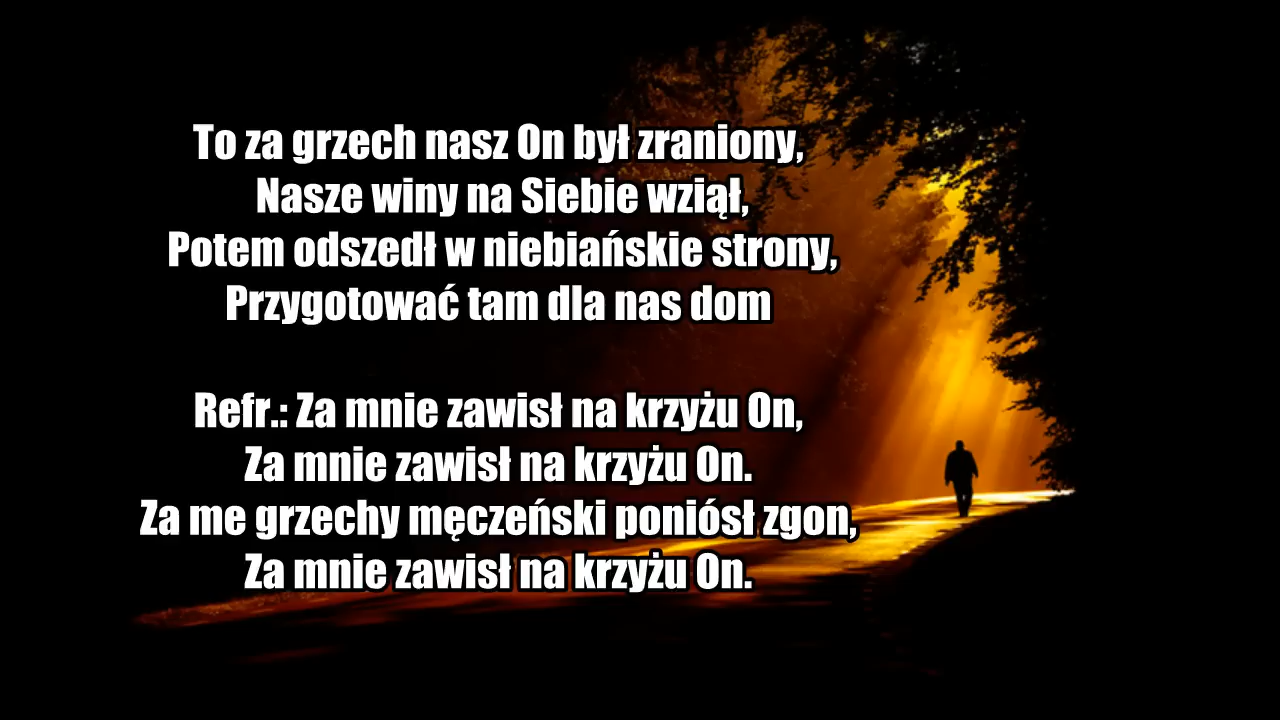 To za grzech nasz On był zraniony,
Nasze winy na Siebie wziął,
Potem odszedł w niebiańskie strony,
Przygotować tam dla nas dom
Refr.: Za mnie zawisł na krzyżu On,
Za mnie zawisł na krzyżu On.
Za me grzechy męczeński poniósł zgon,
Za mnie zawisł na krzyżu On.